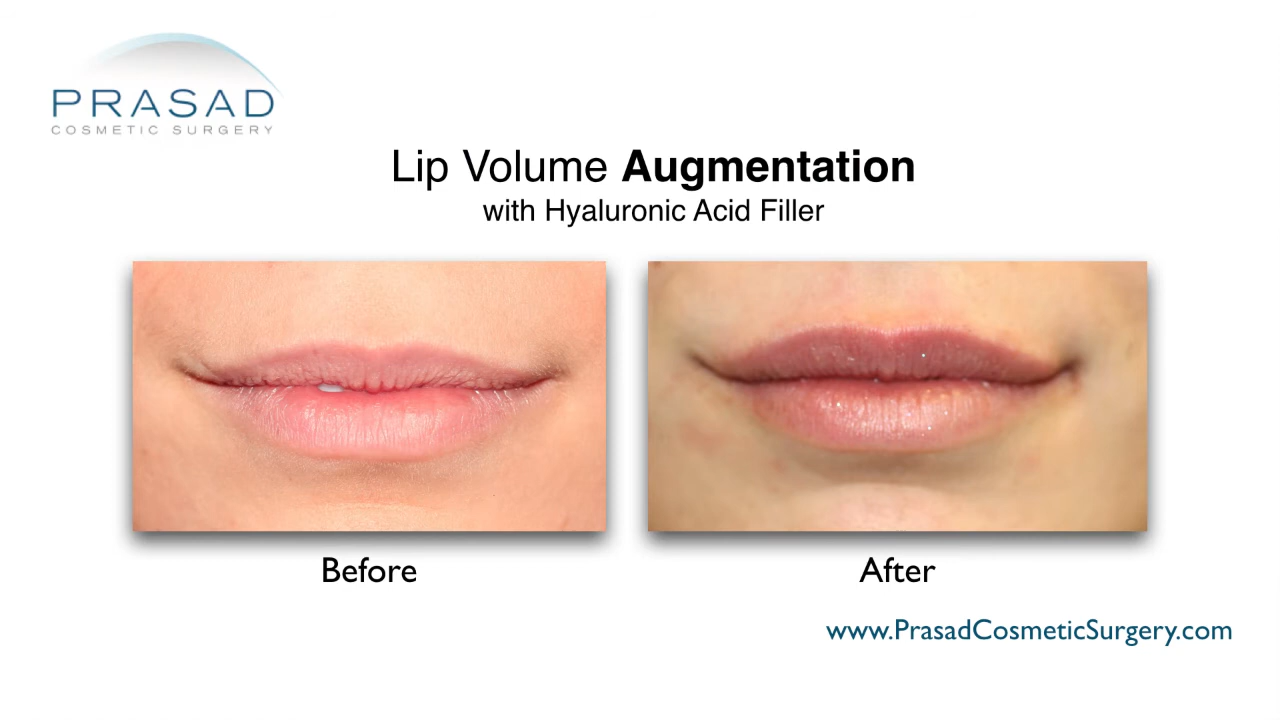 PRASAD
COSMETIC SURGERY
Lip Volume Augmentation
with Hyaluronic Acid Filler
Before
After
www.PrasadCosmeticSurgery.com